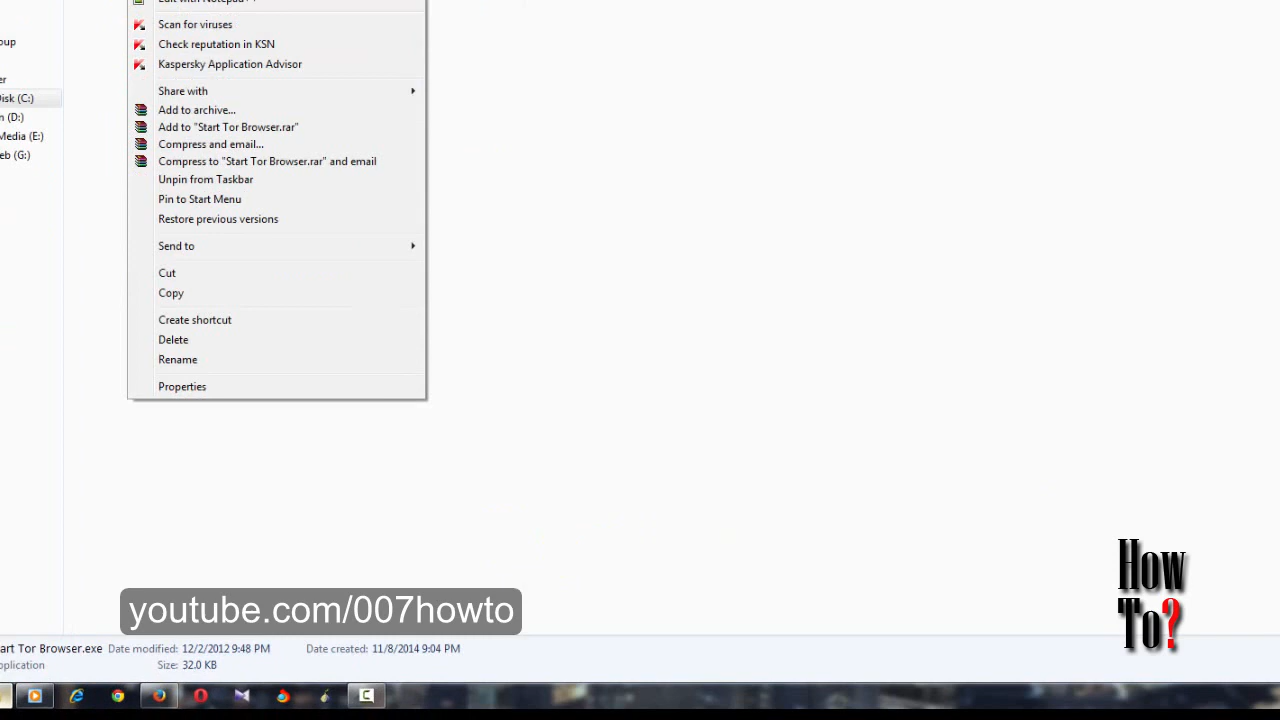 Edit with Notepad++
Scan for viruses
oup
Check reputation in KSN
Kaspersky Application Advisor
er
Share with
Disk (C:)
Add to archive...
n (D:)
Add to "Start Tor Browser.rar"
Media (E:)
Compress and email...
eb (G:)
Compress to "Start Tor Browser.rar" and email
Unpin from Taskbar
Pin to Start Menu
Restore previous versions
Send to
Cut
Copy
Create shortcut
Delete
Rename
Properties
How
To?
youtube.com/007howto
art Tor Browser.exe Date modified: 12/2/2012 9:48 PM Date created: 11/8/2014 9:04 PM
pplication Size: 32.0 KB